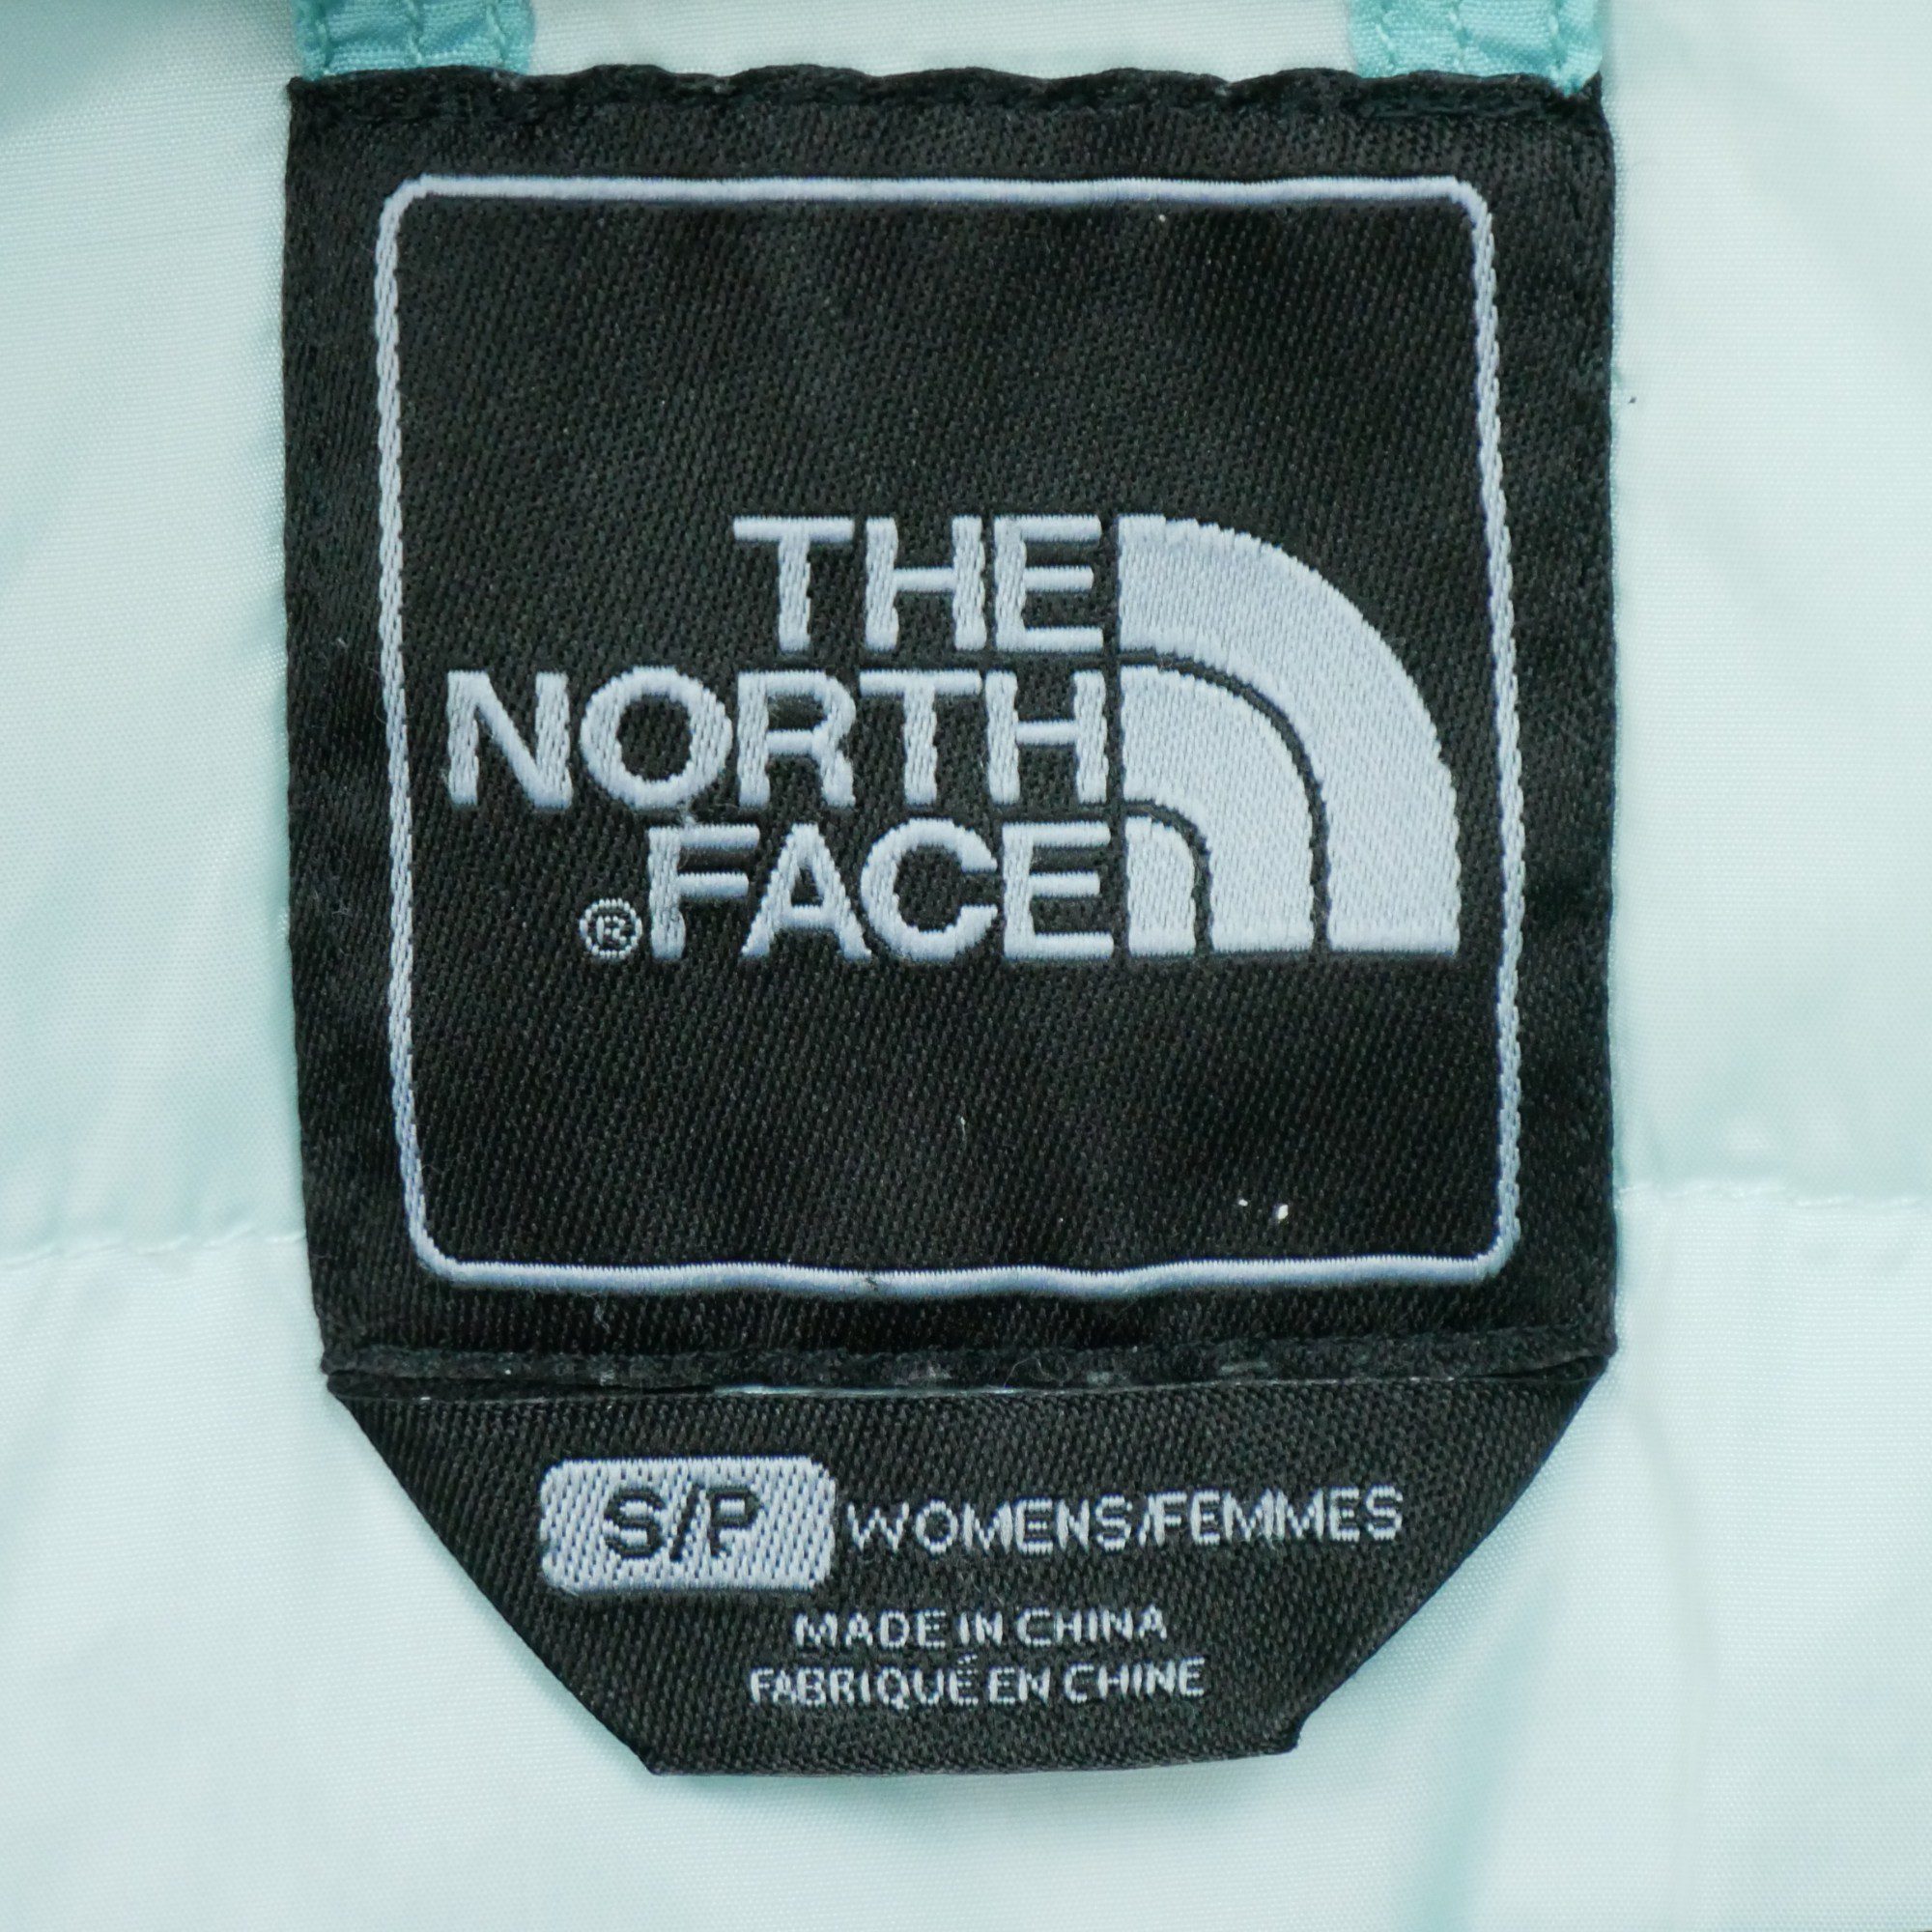 THE
NORTH
®FACE
S/P WOMENS/FEMMES
MADE IN CHINA
FABRIQUÉ EN CHINE